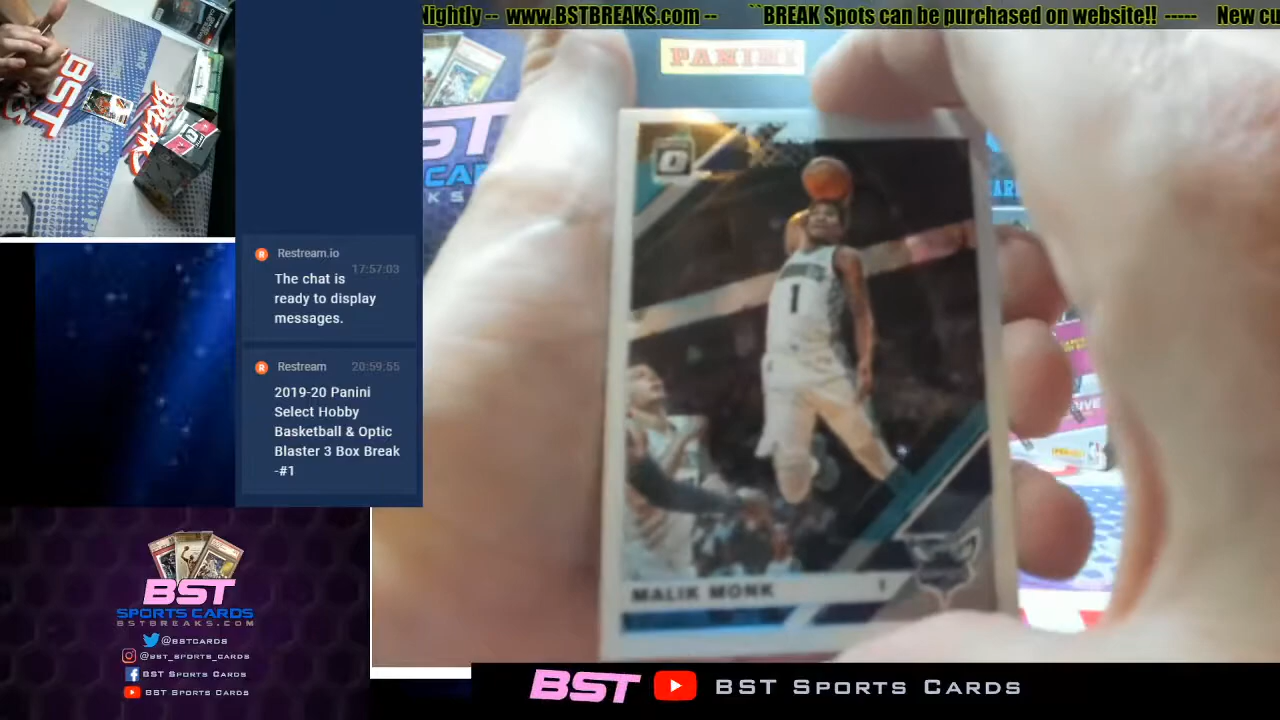 Nightly -- www.BSTBREAKS.com -- ``BREAK Spots can be purchased on website!! ----- New cu
PANINI
BST
BREAKS
Restream.io
17:57:03
The chat is
ready to display
messages.
Restream 20:59:55
2019-20 Panini
Select Hobby
Basketball & Optic
Blaster 3 Box Break
-#1
1
MALIK MONK
BST
SPORTS CARDS
BSTBREAKS.COM
@BSTCARDS
@BST_SPORTS_CARDS
BST Sports Cards
BST Sports Cards
BST BST Sports Cards